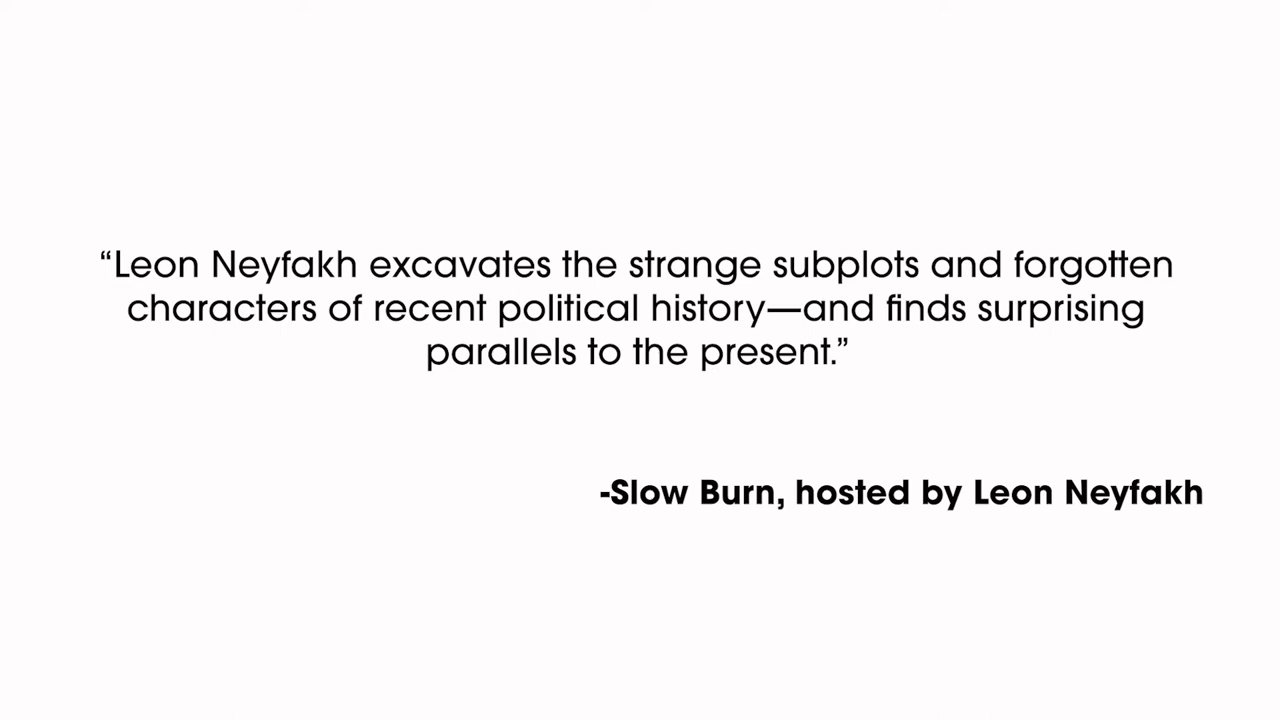 “Leon Neyfakh excavates the strange subplots and forgotten
characters of recent political history—and finds surprising
parallels to the present.”
-Slow Burn, hosted by Leon Neyfakh